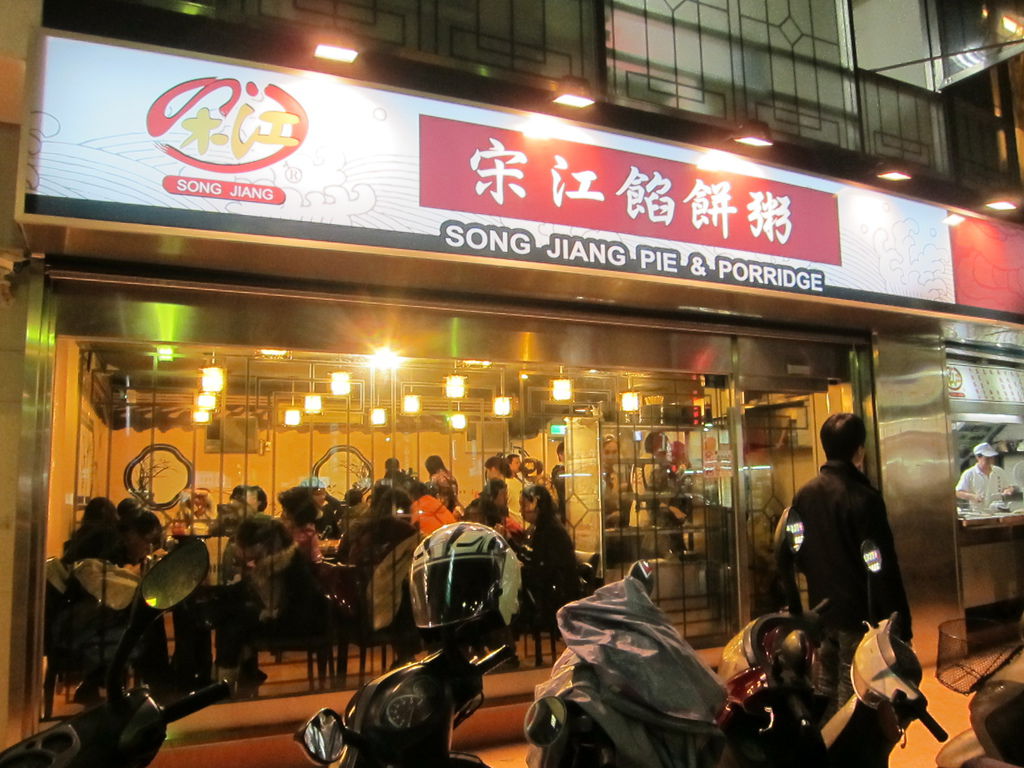 宋江
®
SONG JIANG
宋江餡餅粥
SONG JIANG PIE & PORRIDGE